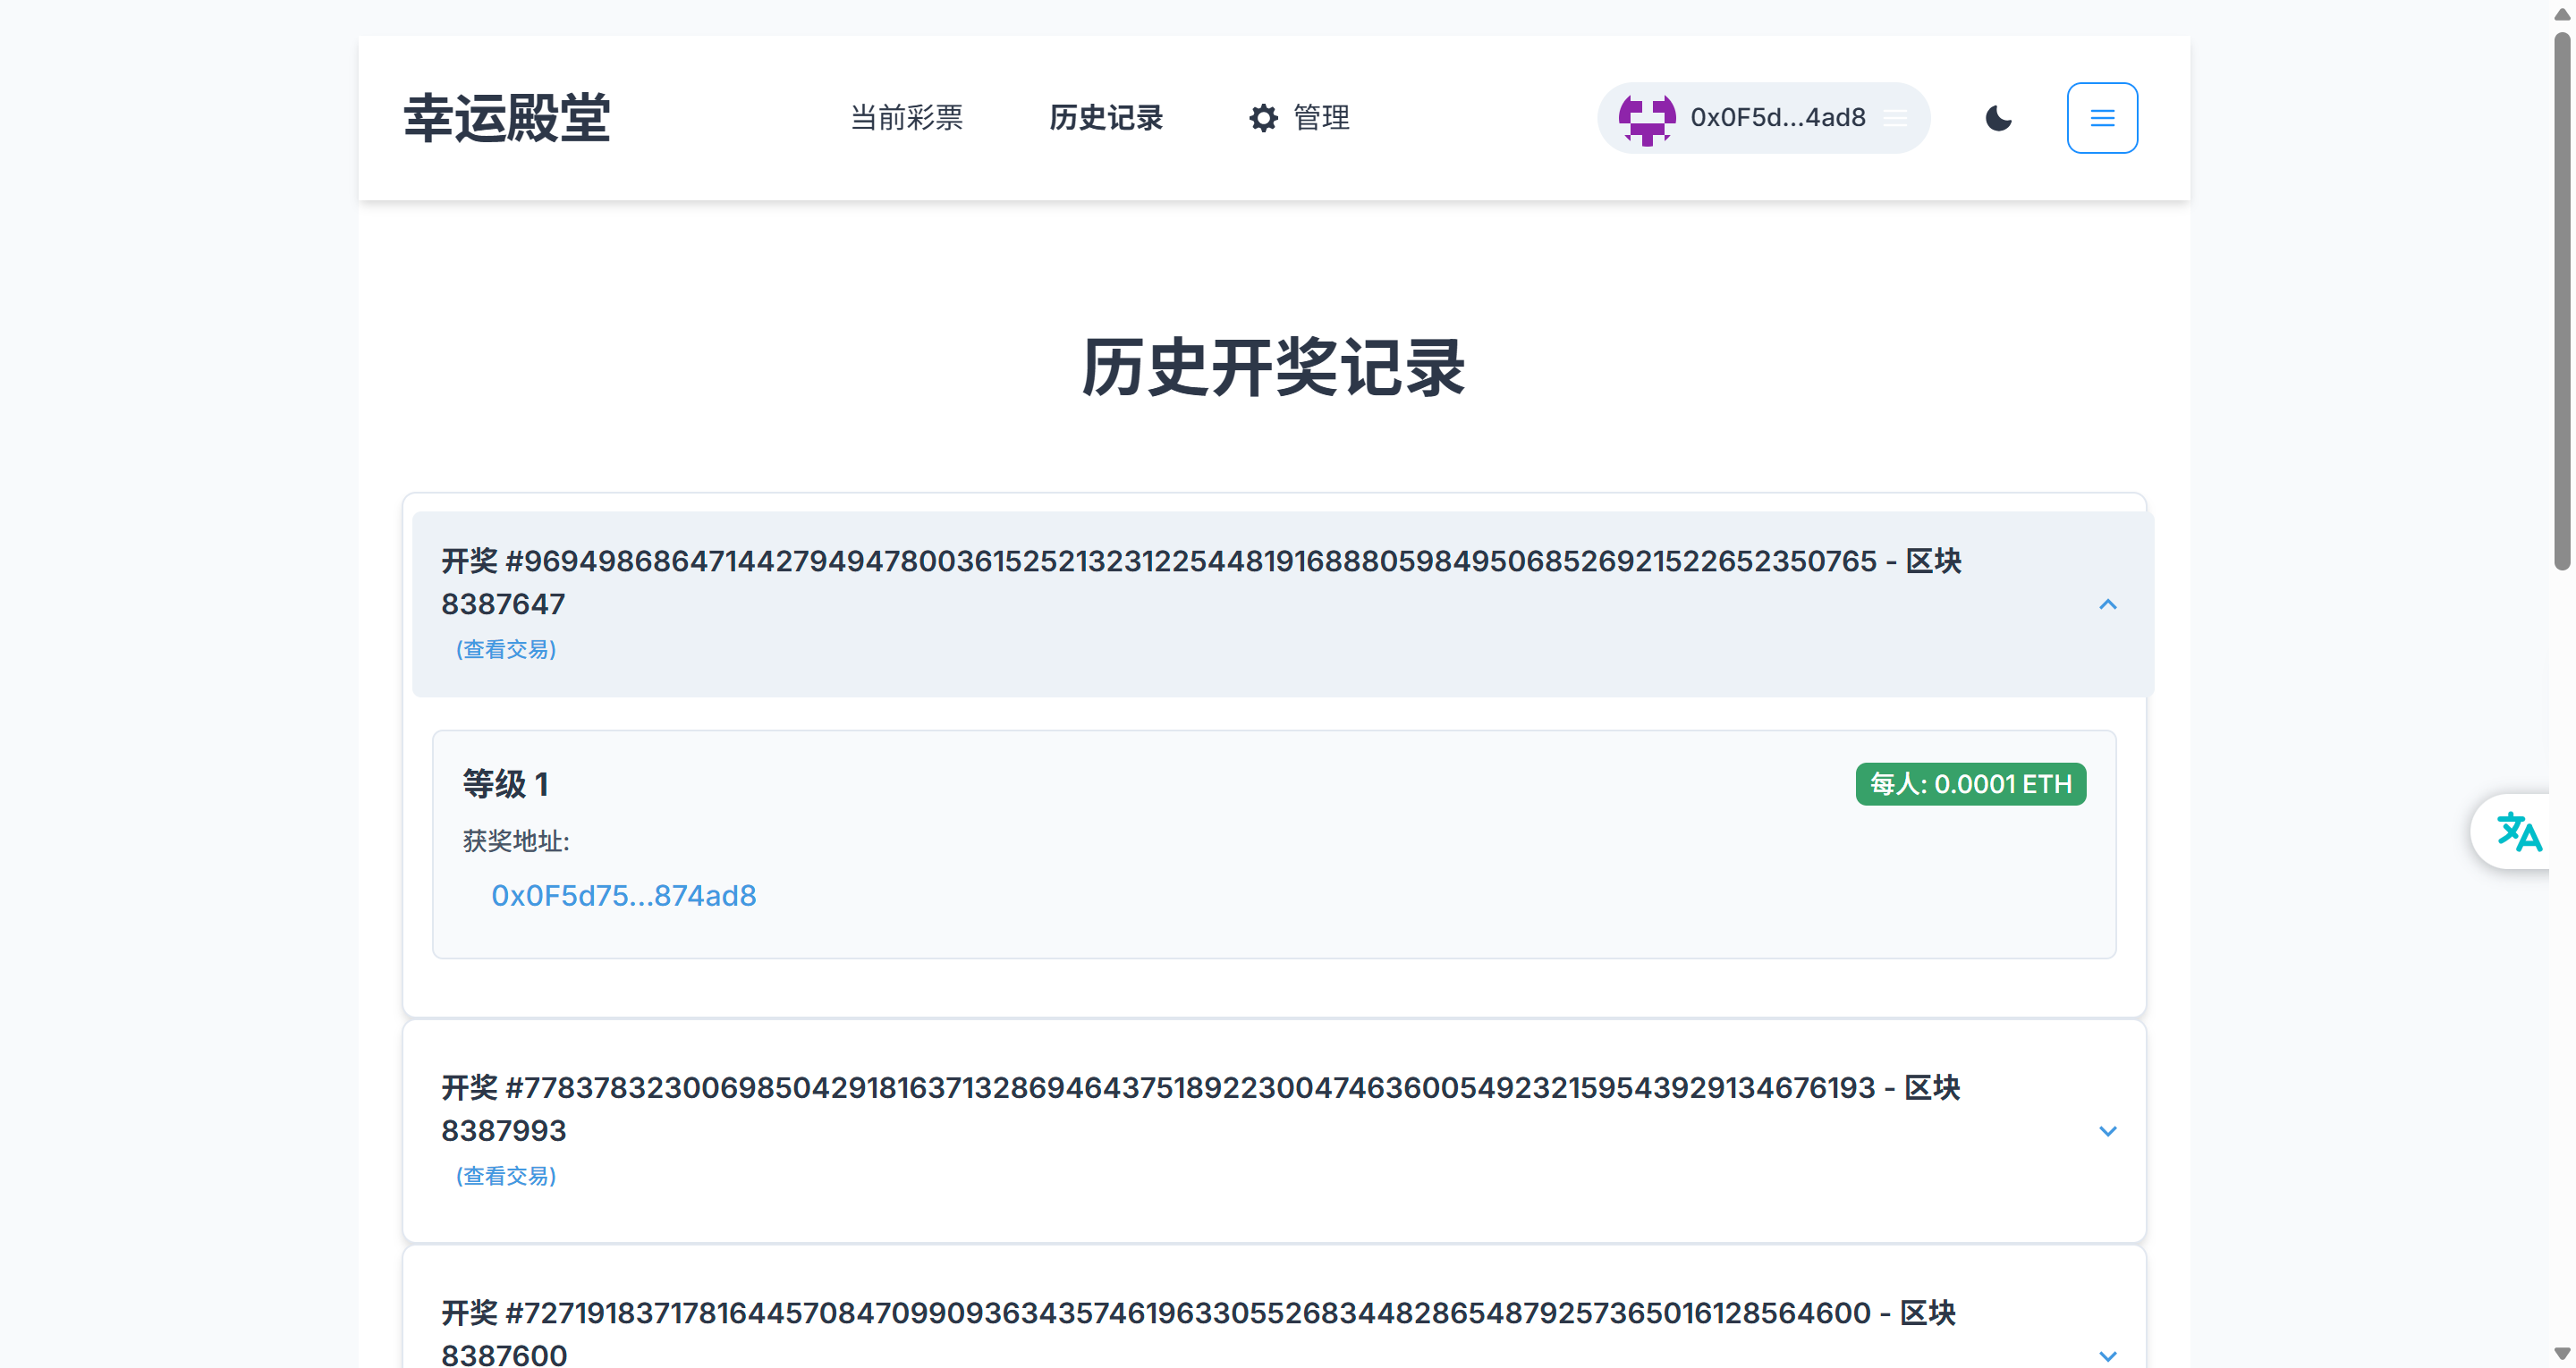 幸运殿堂
当前彩票
历史记录
管理
0x0F5d...4ad8
历史开奖记录
开奖 #96949868647144279494780036152521323122544819168880598495068526921522652350765 - 区块
8387647
(查看交易)
等级 1
每人: 0.0001 ETH
获奖地址:
0x0F5d75...874ad8
开奖 #77837832300698504291816371328694643751892230047463600549232159543929134676193 - 区块
8387993
(查看交易)
开奖 #72719183717816445708470990936343574619633055268344828654879257365016128564600 - 区块
8387600